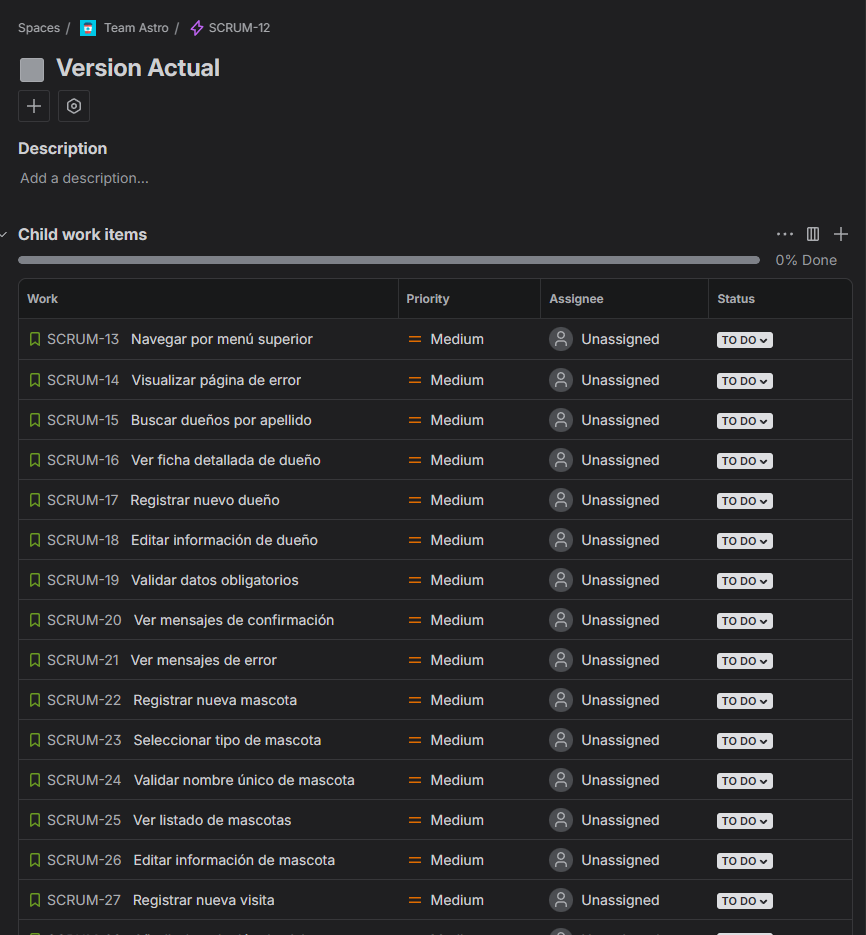 Spaces / Team Astro / SCRUM-12
Version Actual
Description
Add a description...
Child work items
0% Done
Work Priority Assignee Status
SCRUM-13 Navegar por menú superior Medium Unassigned TO DO
SCRUM-14 Visualizar página de error Medium Unassigned TO DO
SCRUM-15 Buscar dueños por apellido Medium Unassigned TO DO
SCRUM-16 Ver ficha detallada de dueño Medium Unassigned TO DO
SCRUM-17 Registrar nuevo dueño Medium Unassigned TO DO
SCRUM-18 Editar información de dueño Medium Unassigned TO DO
SCRUM-19 Validar datos obligatorios Medium Unassigned TO DO
SCRUM-20 Ver mensajes de confirmación Medium Unassigned TO DO
SCRUM-21 Ver mensajes de error Medium Unassigned TO DO
SCRUM-22 Registrar nueva mascota Medium Unassigned TO DO
SCRUM-23 Seleccionar tipo de mascota Medium Unassigned TO DO
SCRUM-24 Validar nombre único de mascota Medium Unassigned TO DO
SCRUM-25 Ver listado de mascotas Medium Unassigned TO DO
SCRUM-26 Editar información de mascota Medium Unassigned TO DO
SCRUM-27 Registrar nueva visita Medium Unassigned TO DO